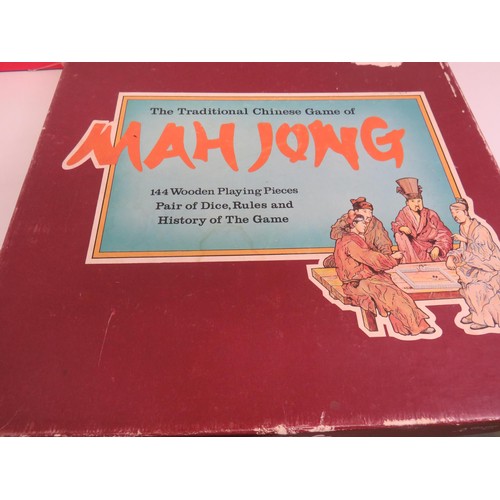 The Traditional Chinese Game of
MAH JONG
144 Wooden Playing Pieces
Pair of Dice, Rules and
History of The Game